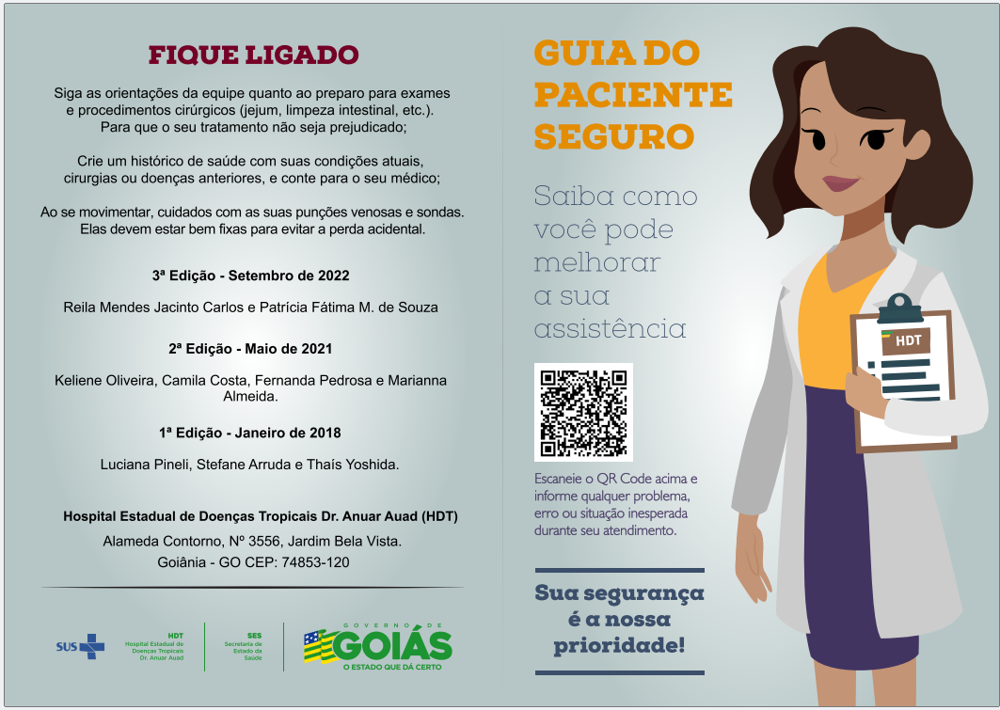 FIQUE LIGADO
Siga as orientações da equipe quanto ao preparo para exames
e procedimentos cirúrgicos (jejum, limpeza intestinal, etc.).
Para que o seu tratamento não seja prejudicado;
Crie um histórico de saúde com suas condições atuais,
cirurgias ou doenças anteriores, e conte para o seu médico;
Ao se movimentar, cuidados com as suas punções venosas e sondas.
Elas devem estar bem fixas para evitar a perda acidental.
3ª Edição - Setembro de 2022
Reila Mendes Jacinto Carlos e Patrícia Fátima M. de Souza
2ª Edição - Maio de 2021
Keliene Oliveira, Camila Costa, Fernanda Pedrosa e Marianna
Almeida.
1ª Edição - Janeiro de 2018
Luciana Pineli, Stefane Arruda e Thaís Yoshida.
Hospital Estadual de Doenças Tropicais Dr. Anuar Auad (HDT)
Alameda Contorno, Nº 3556, Jardim Bela Vista.
Goiânia - GO CEP: 74853-120
SUS
HDT
Hospital Estadual de
Doenças Tropicais
Dr. Anuar Auad
SES
Secretaria de
Estado da
Saúde
GOVERNO DE
GOIÁS
O ESTADO QUE DÁ CERTO
GUIA DO
PACIENTE
SEGURO
Saiba como
você pode
melhorar
a sua
assistência
Escaneie o QR Code acima e
informe qualquer problema,
erro ou situação inesperada
durante seu atendimento.
Sua segurança
é a nossa
prioridade!
HDT